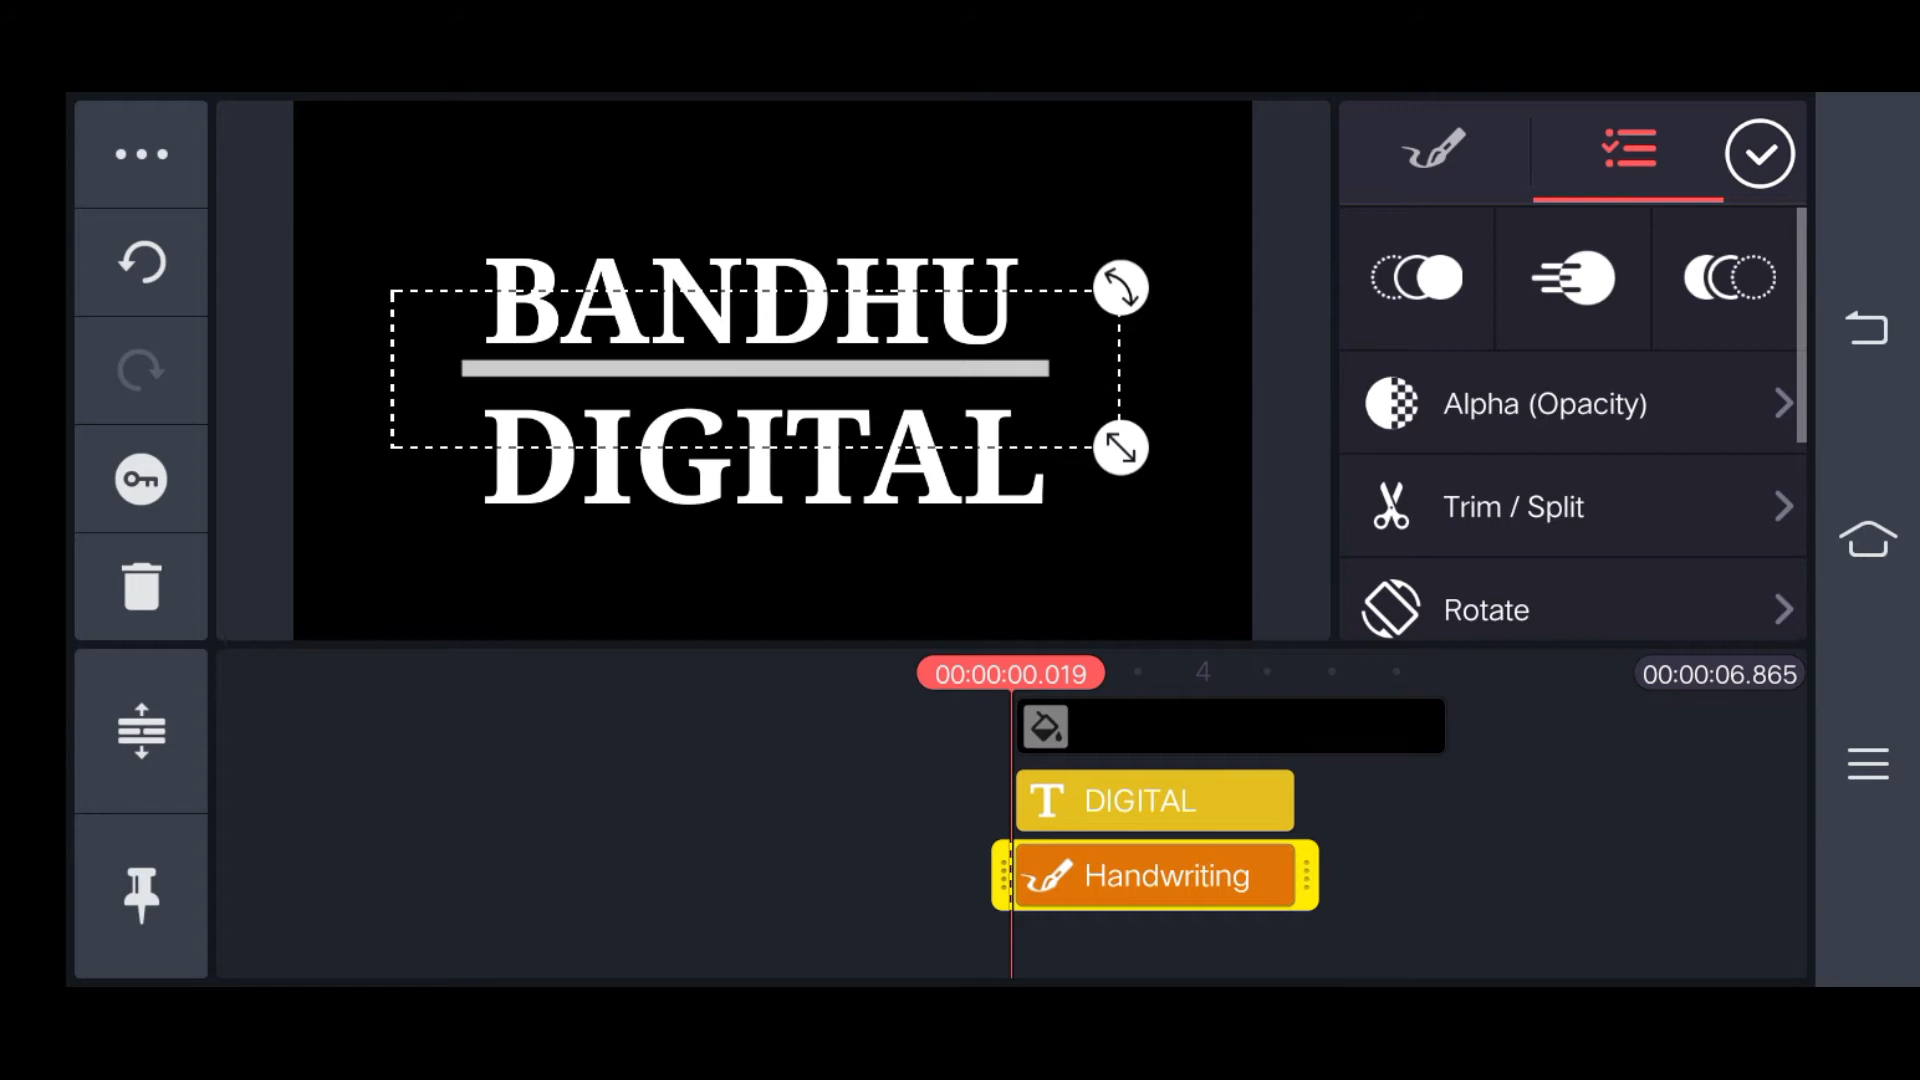 BANDHU
DIGITAL
Alpha (Opacity)
Trim / Split
Rotate
00:00:00.019
4
00:00:06.865
T DIGITAL
Handwriting